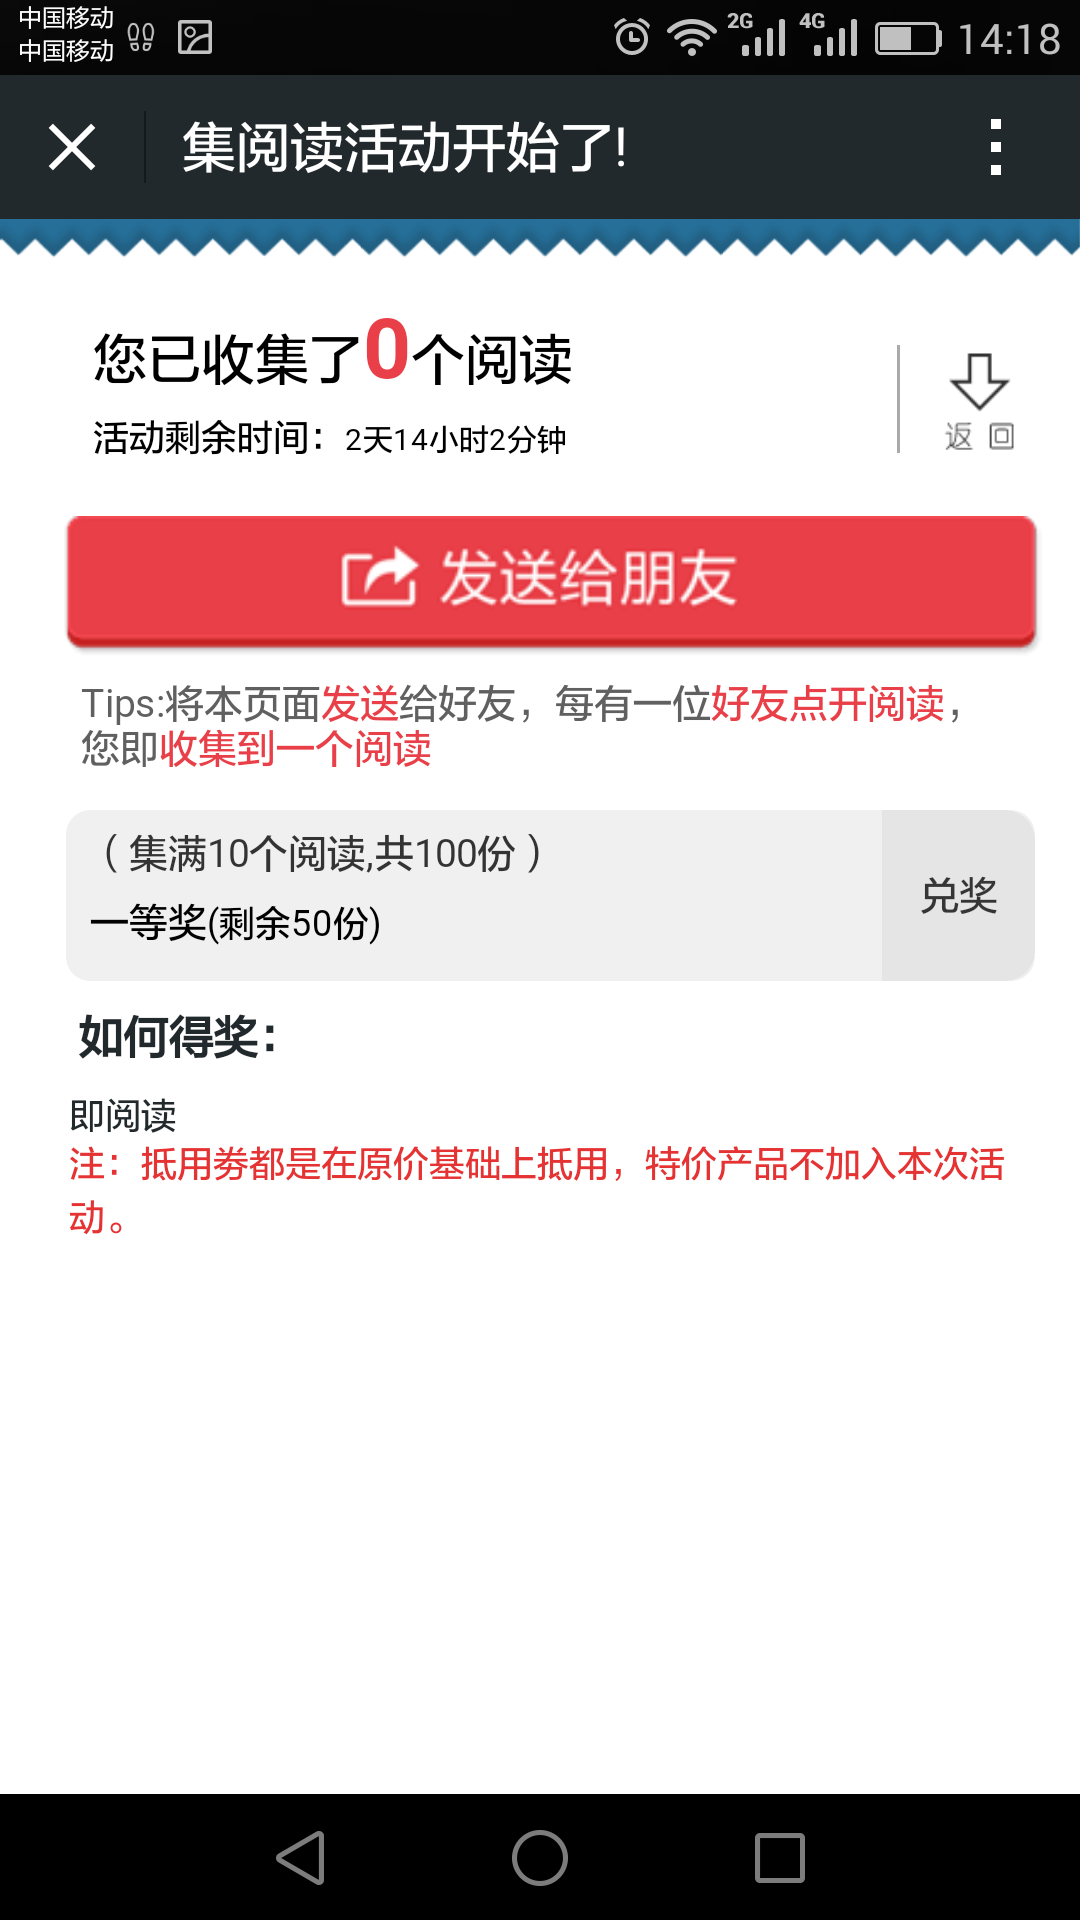 中国移动
中国移动
2G
4G
14:18
集阅读活动开始了!
您已收集了0个阅读
活动剩余时间：2天14小时2分钟
返回
发送给朋友
Tips:将本页面发送给好友，每有一位好友点开阅读，
您即收集到一个阅读
（集满10个阅读,共100份）
一等奖(剩余50份)
兑奖
如何得奖：
即阅读
注：抵用劵都是在原价基础上抵用，特价产品不加入本次活
动。